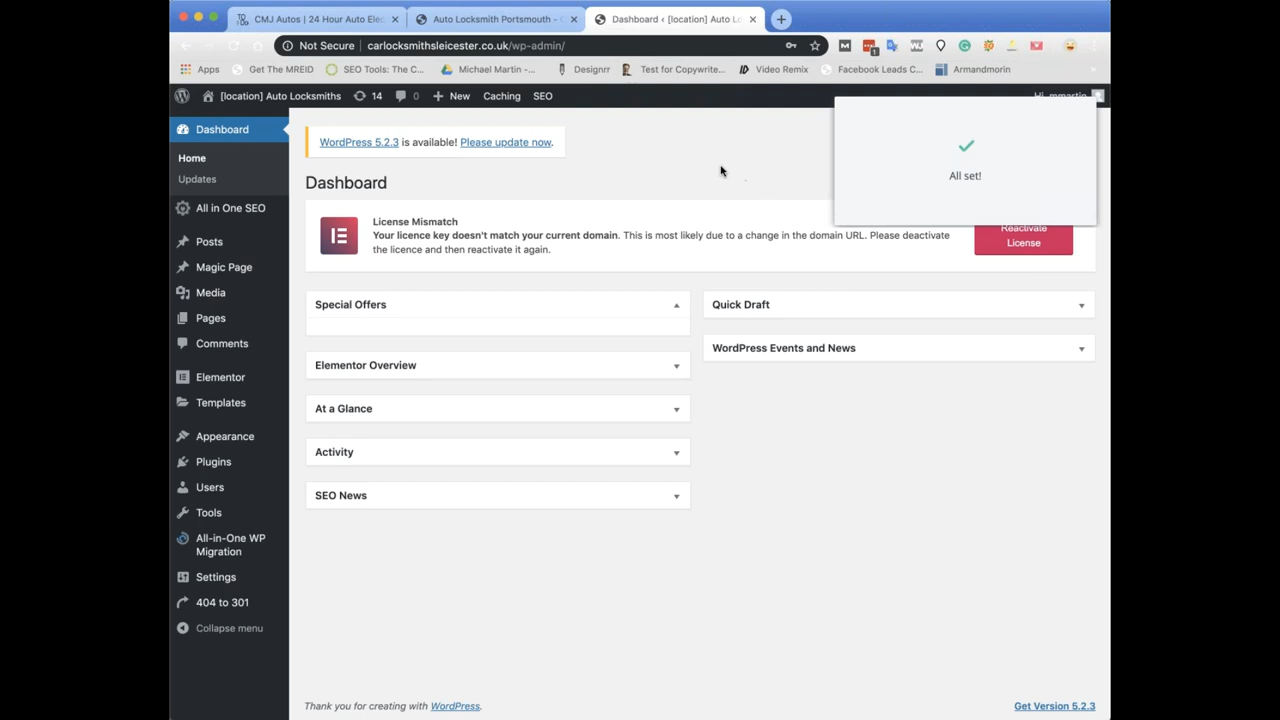 CMJ Autos | 24 Hour Auto Elec
Auto Locksmith Portsmouth -
Dashboard ‹ [location] Auto Lo
Not Secure | carlocksmithsleicester.co.uk/wp-admin/
Apps
Get The MREID
SEO Tools: The C...
Michael Martin -...
Designrr
Test for Copywrite...
Video Remix
Facebook Leads C...
Armandmorin
[location] Auto Locksmiths
14
0
New
Caching
SEO
Hi, mmartin
Dashboard
Home
Updates
All in One SEO
Posts
Magic Page
Media
Pages
Comments
Elementor
Templates
Appearance
Plugins
Users
Tools
All-in-One WP
Migration
Settings
404 to 301
Collapse menu
WordPress 5.2.3 is available! Please update now.
Dashboard
All set!
License Mismatch
Your licence key doesn't match your current domain. This is most likely due to a change in the domain URL. Please deactivate
the licence and then reactivate it again.
Reactivate
License
Special Offers
Elementor Overview
At a Glance
Activity
SEO News
Quick Draft
WordPress Events and News
Thank you for creating with WordPress.
Get Version 5.2.3